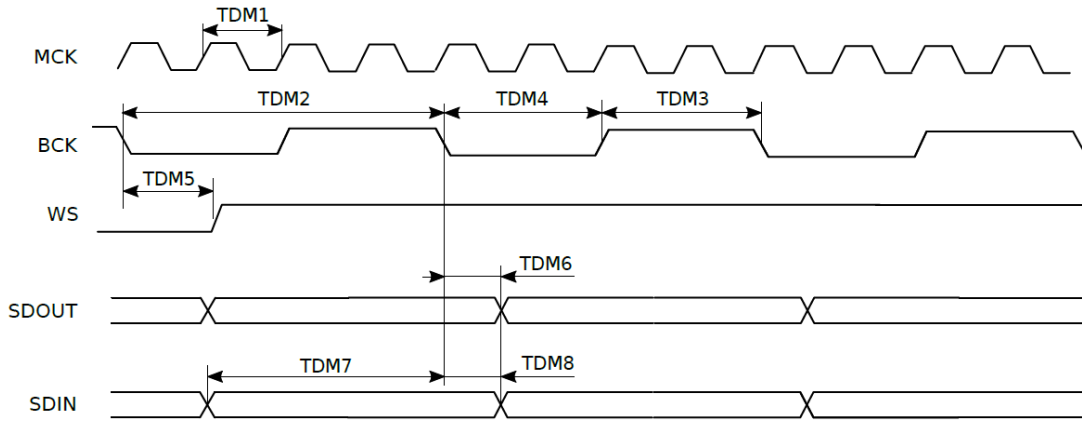 TDM1
MCK
TDM2 TDM4 TDM3
BCK
TDM5
WS
TDM6
SDOUT
TDM7 TDM8
SDIN